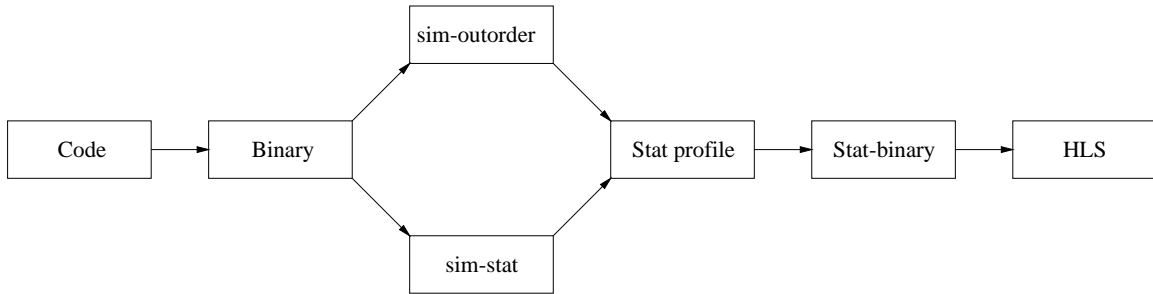 sim-outorder
Code
Binary
Stat profile
Stat-binary
HLS
sim-stat